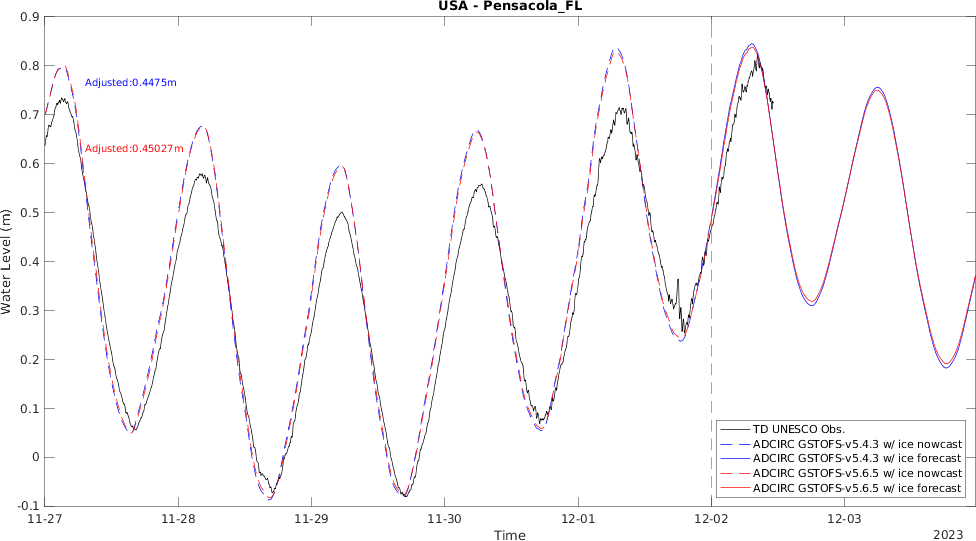 USA - Pensacola_FL
0.9
0.8
0.7
0.6
0.5
0.4
0.3
0.2
0.1
0
-0.1
Water Level (m)
Adjusted:0.4475m
Adjusted:0.45027m
TD UNESCO Obs.
ADCIRC GSTOFS-v5.4.3 w/ ice nowcast
ADCIRC GSTOFS-v5.4.3 w/ ice forecast
ADCIRC GSTOFS-v5.6.5 w/ ice nowcast
ADCIRC GSTOFS-v5.6.5 w/ ice forecast
11-27 11-28 11-29 11-30 12-01 12-02 12-03
Time
2023